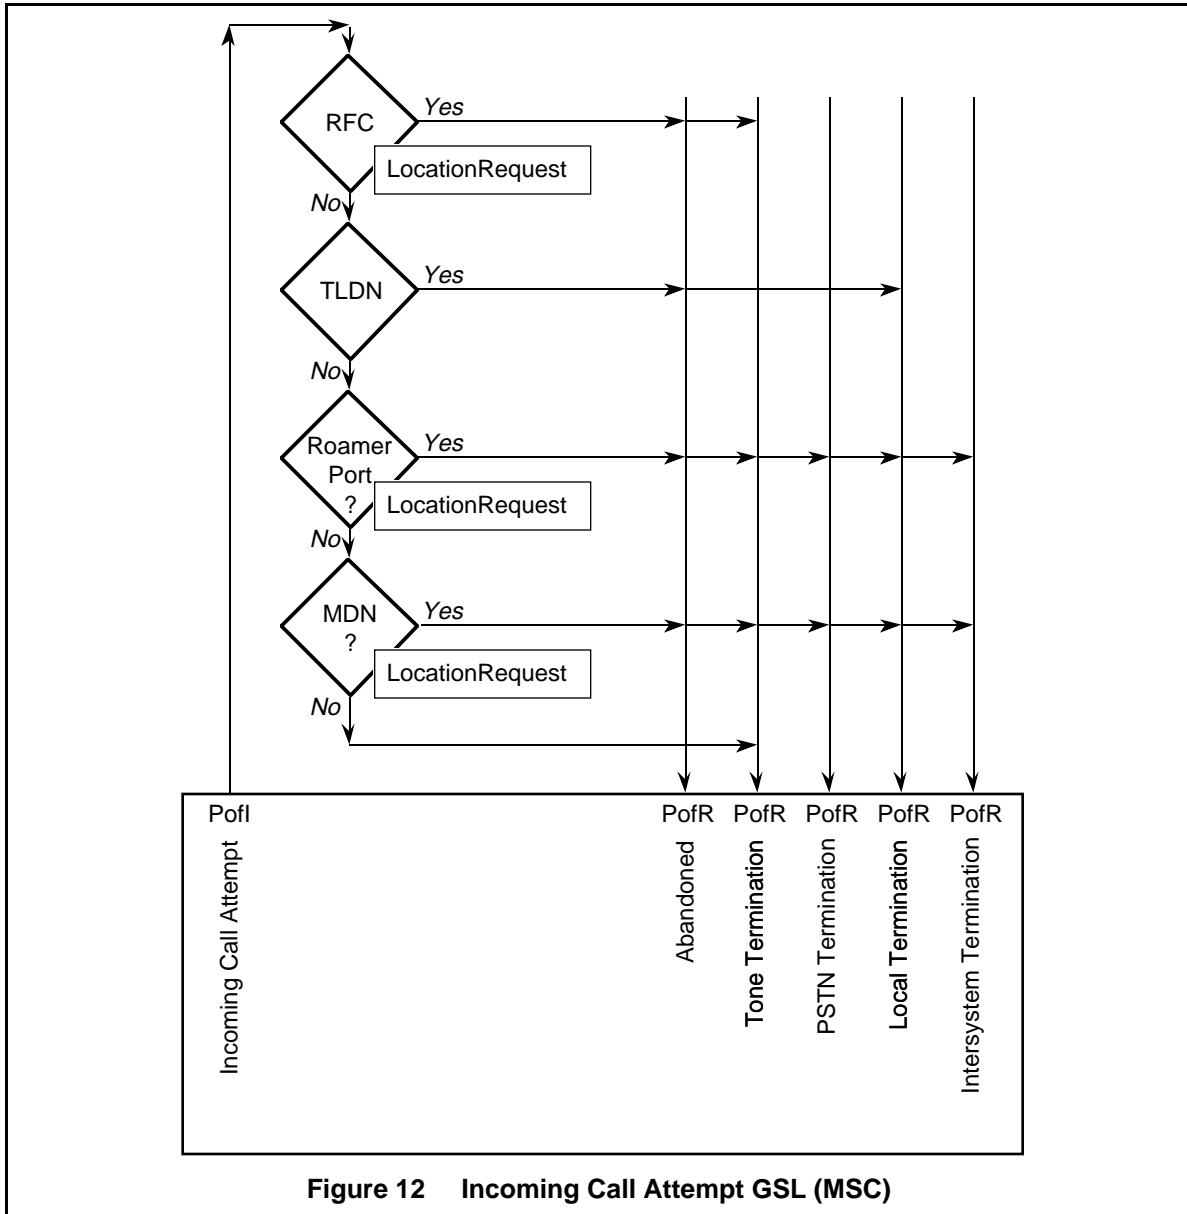 RFC
Yes
LocationRequest
No
TLDN
Yes
No
Roamer
Port
?
Yes
LocationRequest
No
MDN
?
Yes
LocationRequest
No
PofI
PofR
PofR
PofR
PofR
PofR
Incoming Call Attempt
Abandoned
Tone Termination
PSTN Termination
Local Termination
Intersystem Termination
Figure 12 Incoming Call Attempt GSL (MSC)